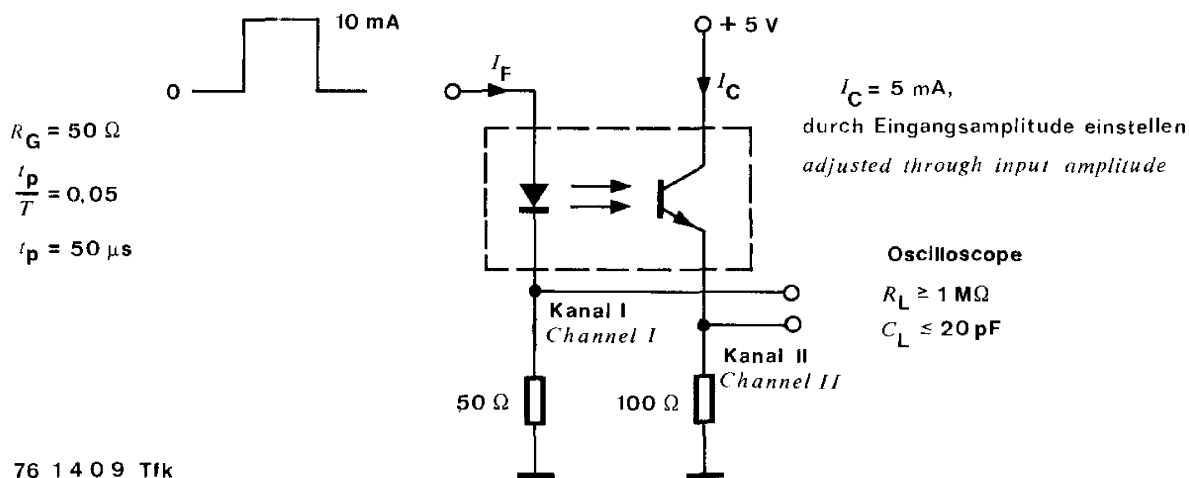 10 mA
0
R_G = 50 Ω
t_p/T = 0,05
t_p = 50 µs
I_F
+ 5 V
I_C
I_C = 5 mA,
durch Eingangsamplitude einstellen
adjusted through input amplitude
Oscilloscope
R_L ≥ 1 MΩ
C_L ≤ 20 pF
Kanal I
Channel I
Kanal II
Channel II
50 Ω
100 Ω
76 1409 Tfk